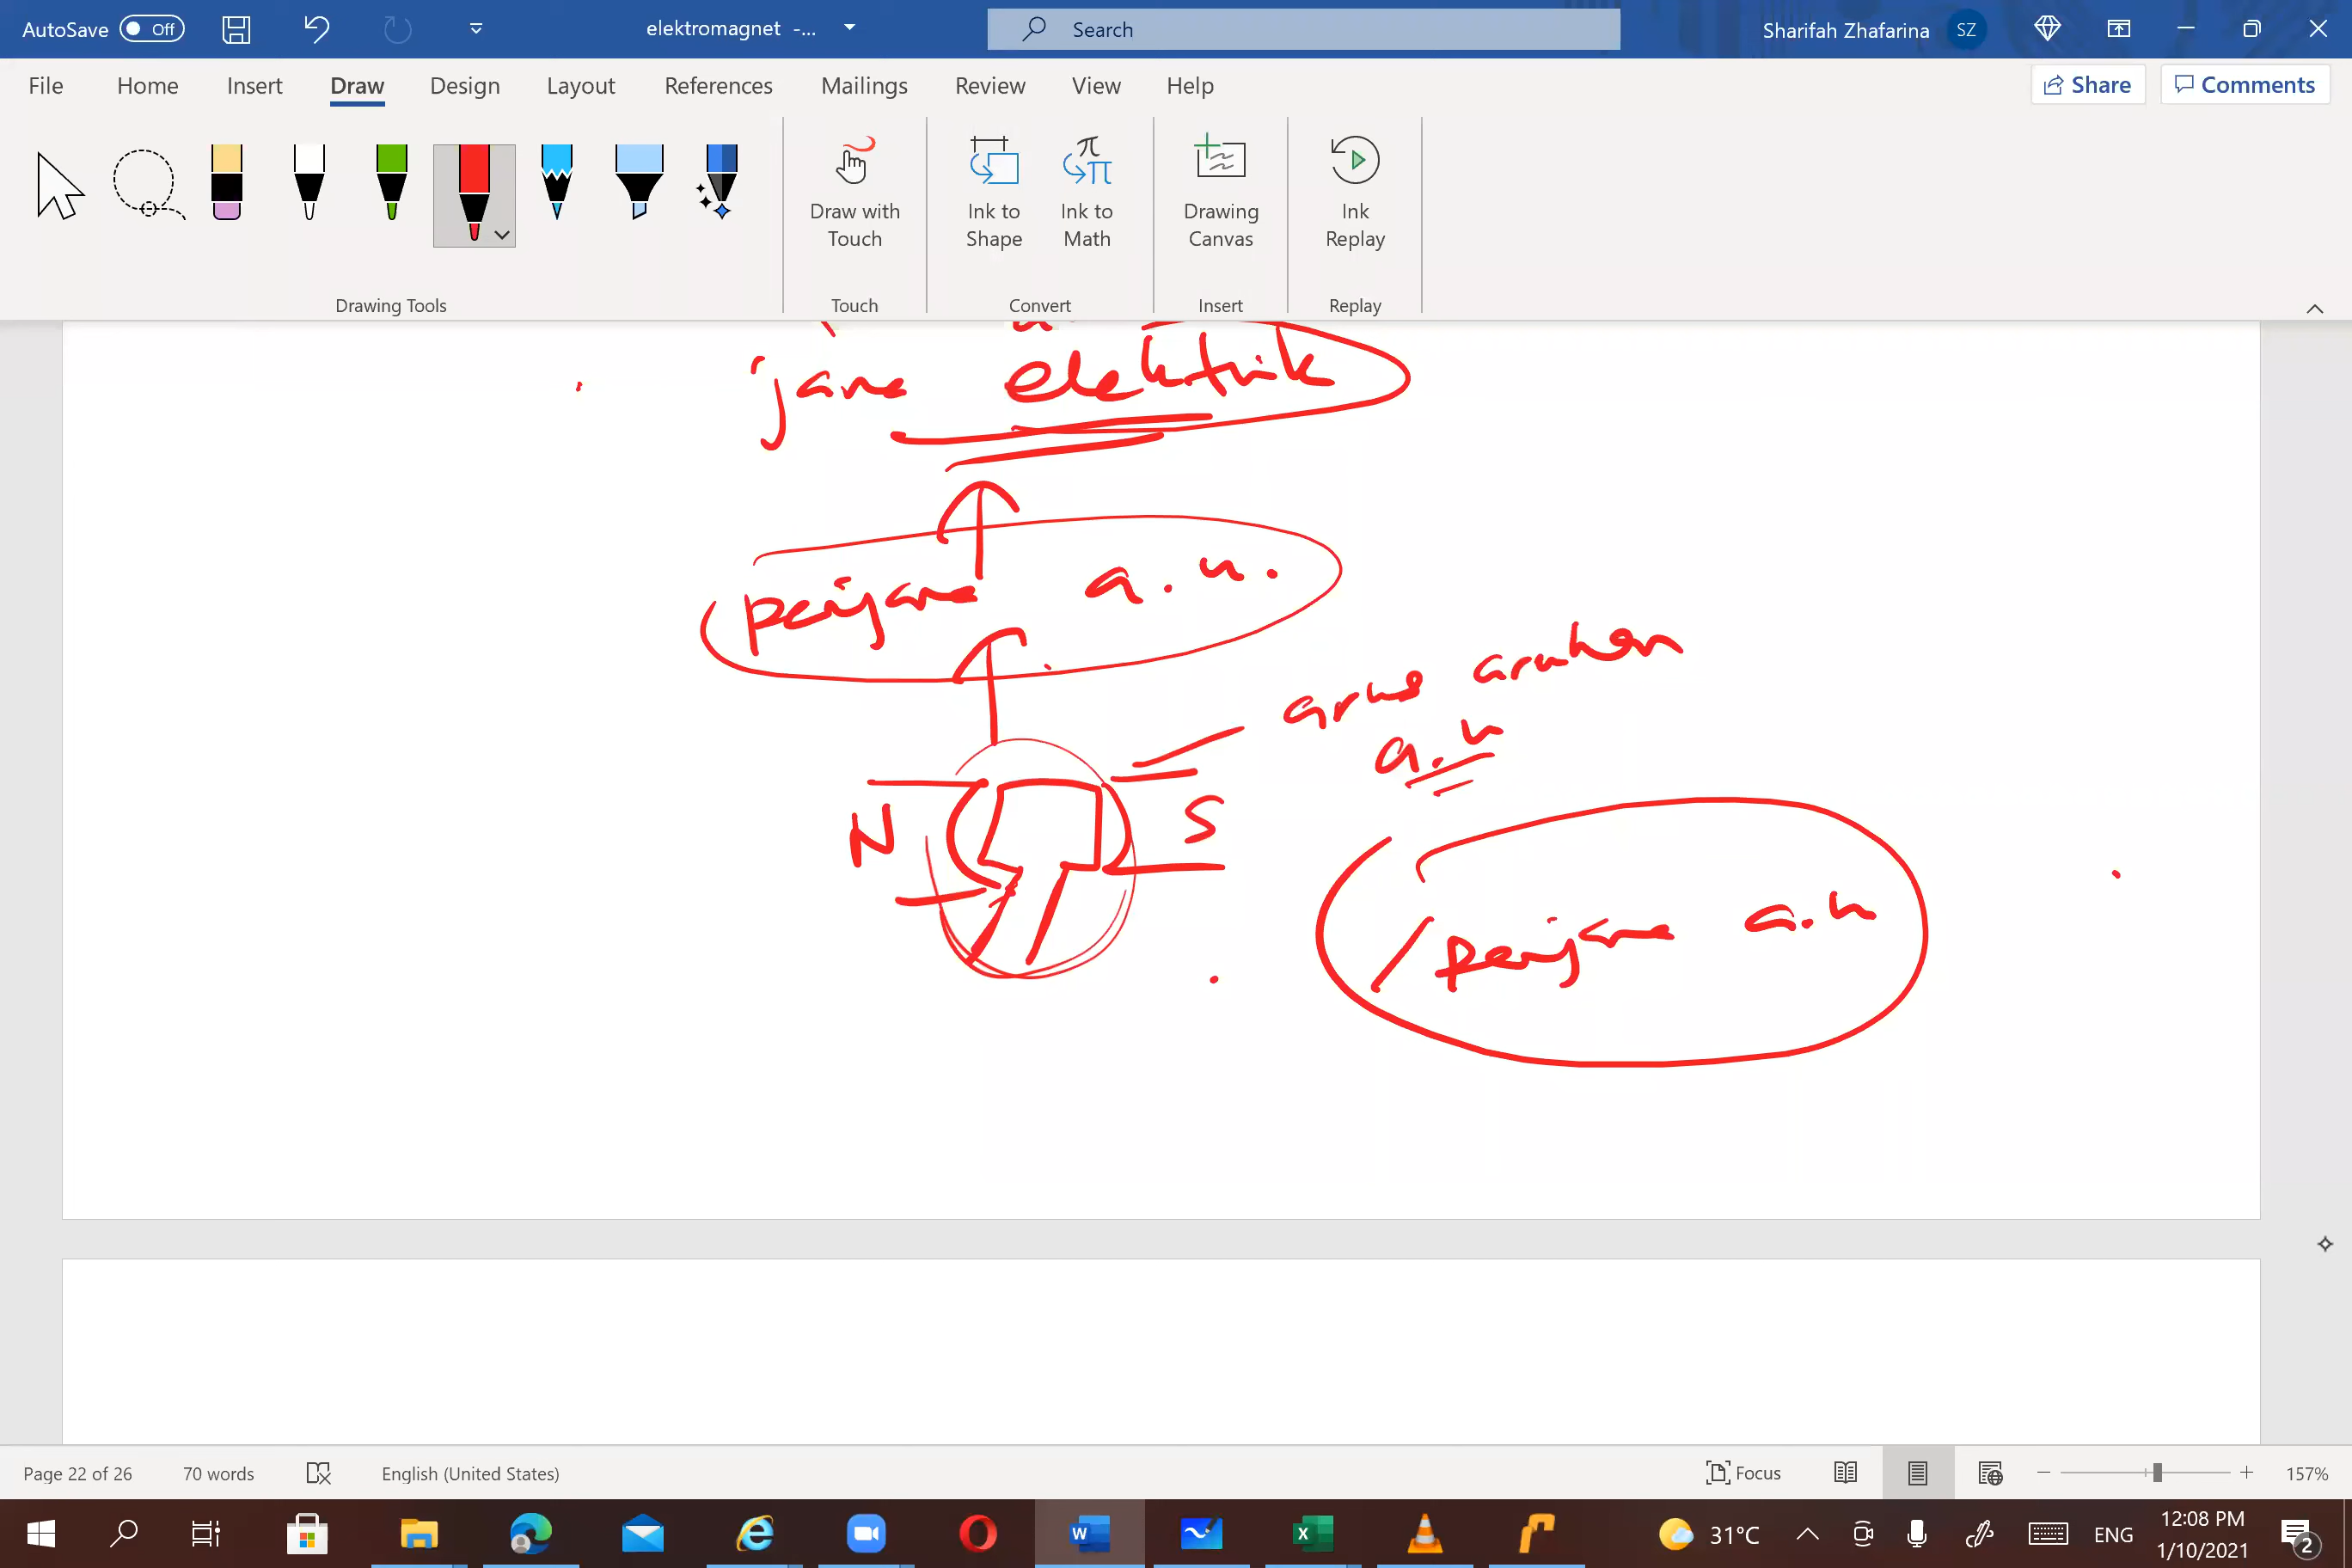 AutoSave Off elektromagnet -... Search Sharifah Zhafarina SZ
File Home Insert Draw Design Layout References Mailings Review View Help Share Comments
Draw with Touch
Ink to Shape
Ink to Math
Drawing Canvas
Ink Replay
Drawing Tools Touch Convert Insert Replay
jana elektrik
penjana a.u.
arus aruhan
a.u
N S
penjana a.u
Page 22 of 26 70 words English (United States) Focus 157%
31°C ENG 12:08 PM
1/10/2021 2